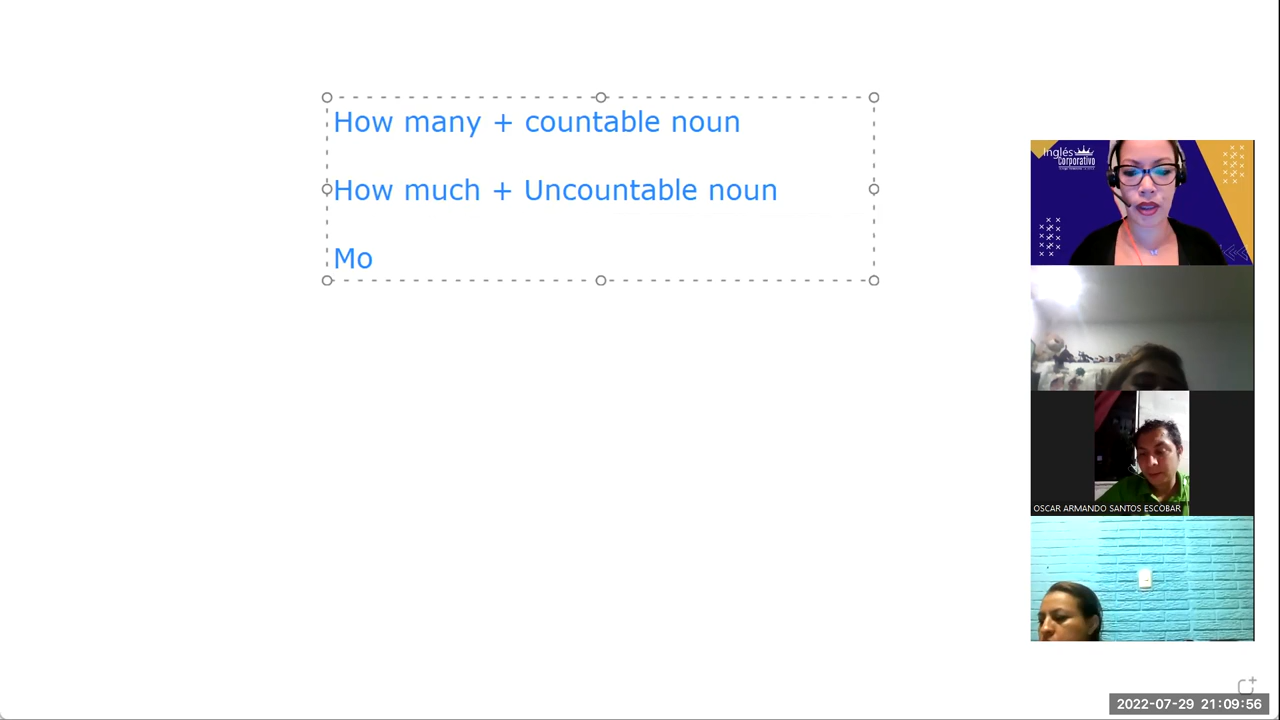 How many + countable noun
How much + Uncountable noun
Mo
Inglés
Corporativo
OSCAR ARMANDO SANTOS ESCOBAR
2022-07-29 21:09:56